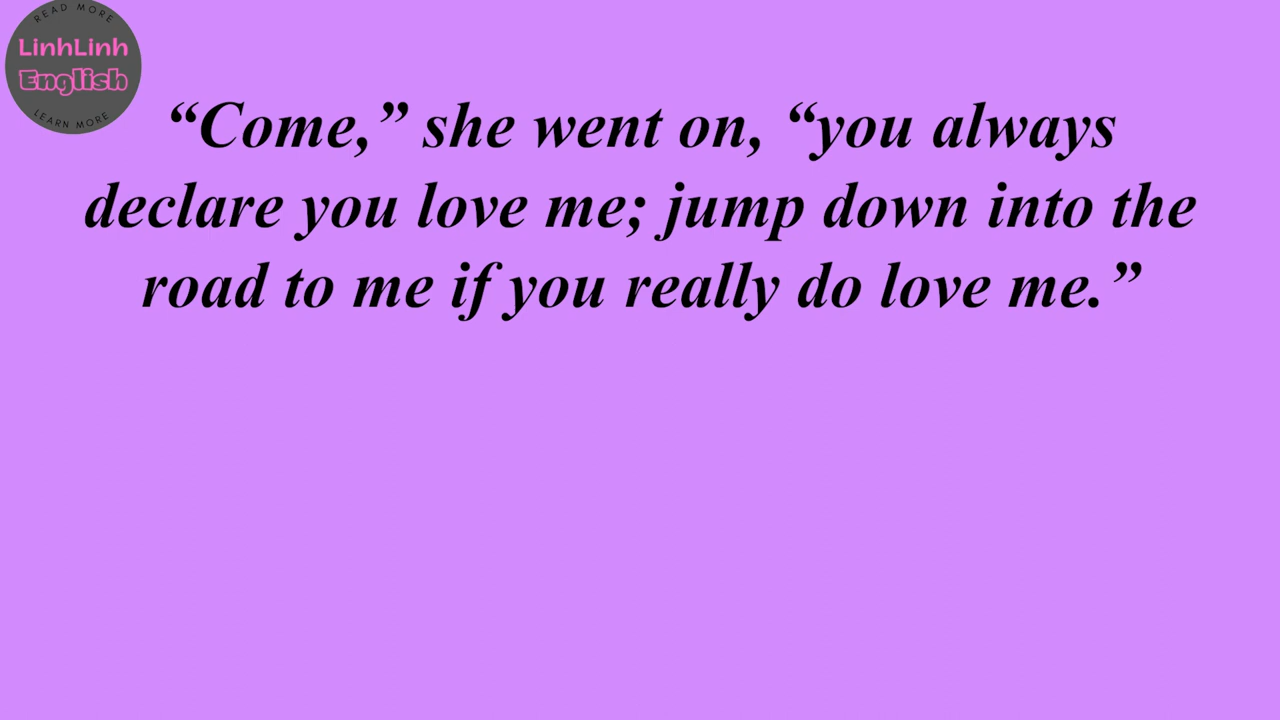 READ MORE
LinhLinh
English
LEARN MORE
“Come,” she went on, “you always
declare you love me; jump down into the
road to me if you really do love me.”